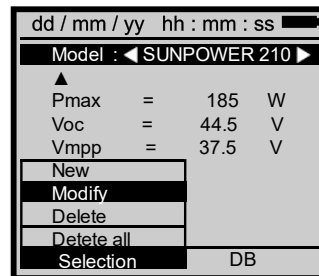 dd / mm / yy hh : mm : ss
Model : ◀ SUNPOWER 210 ▶
▲
Pmax = 185 W
Voc = 44.5 V
Vmpp = 37.5 V
New
Modify
Delete
Detete all
Selection DB